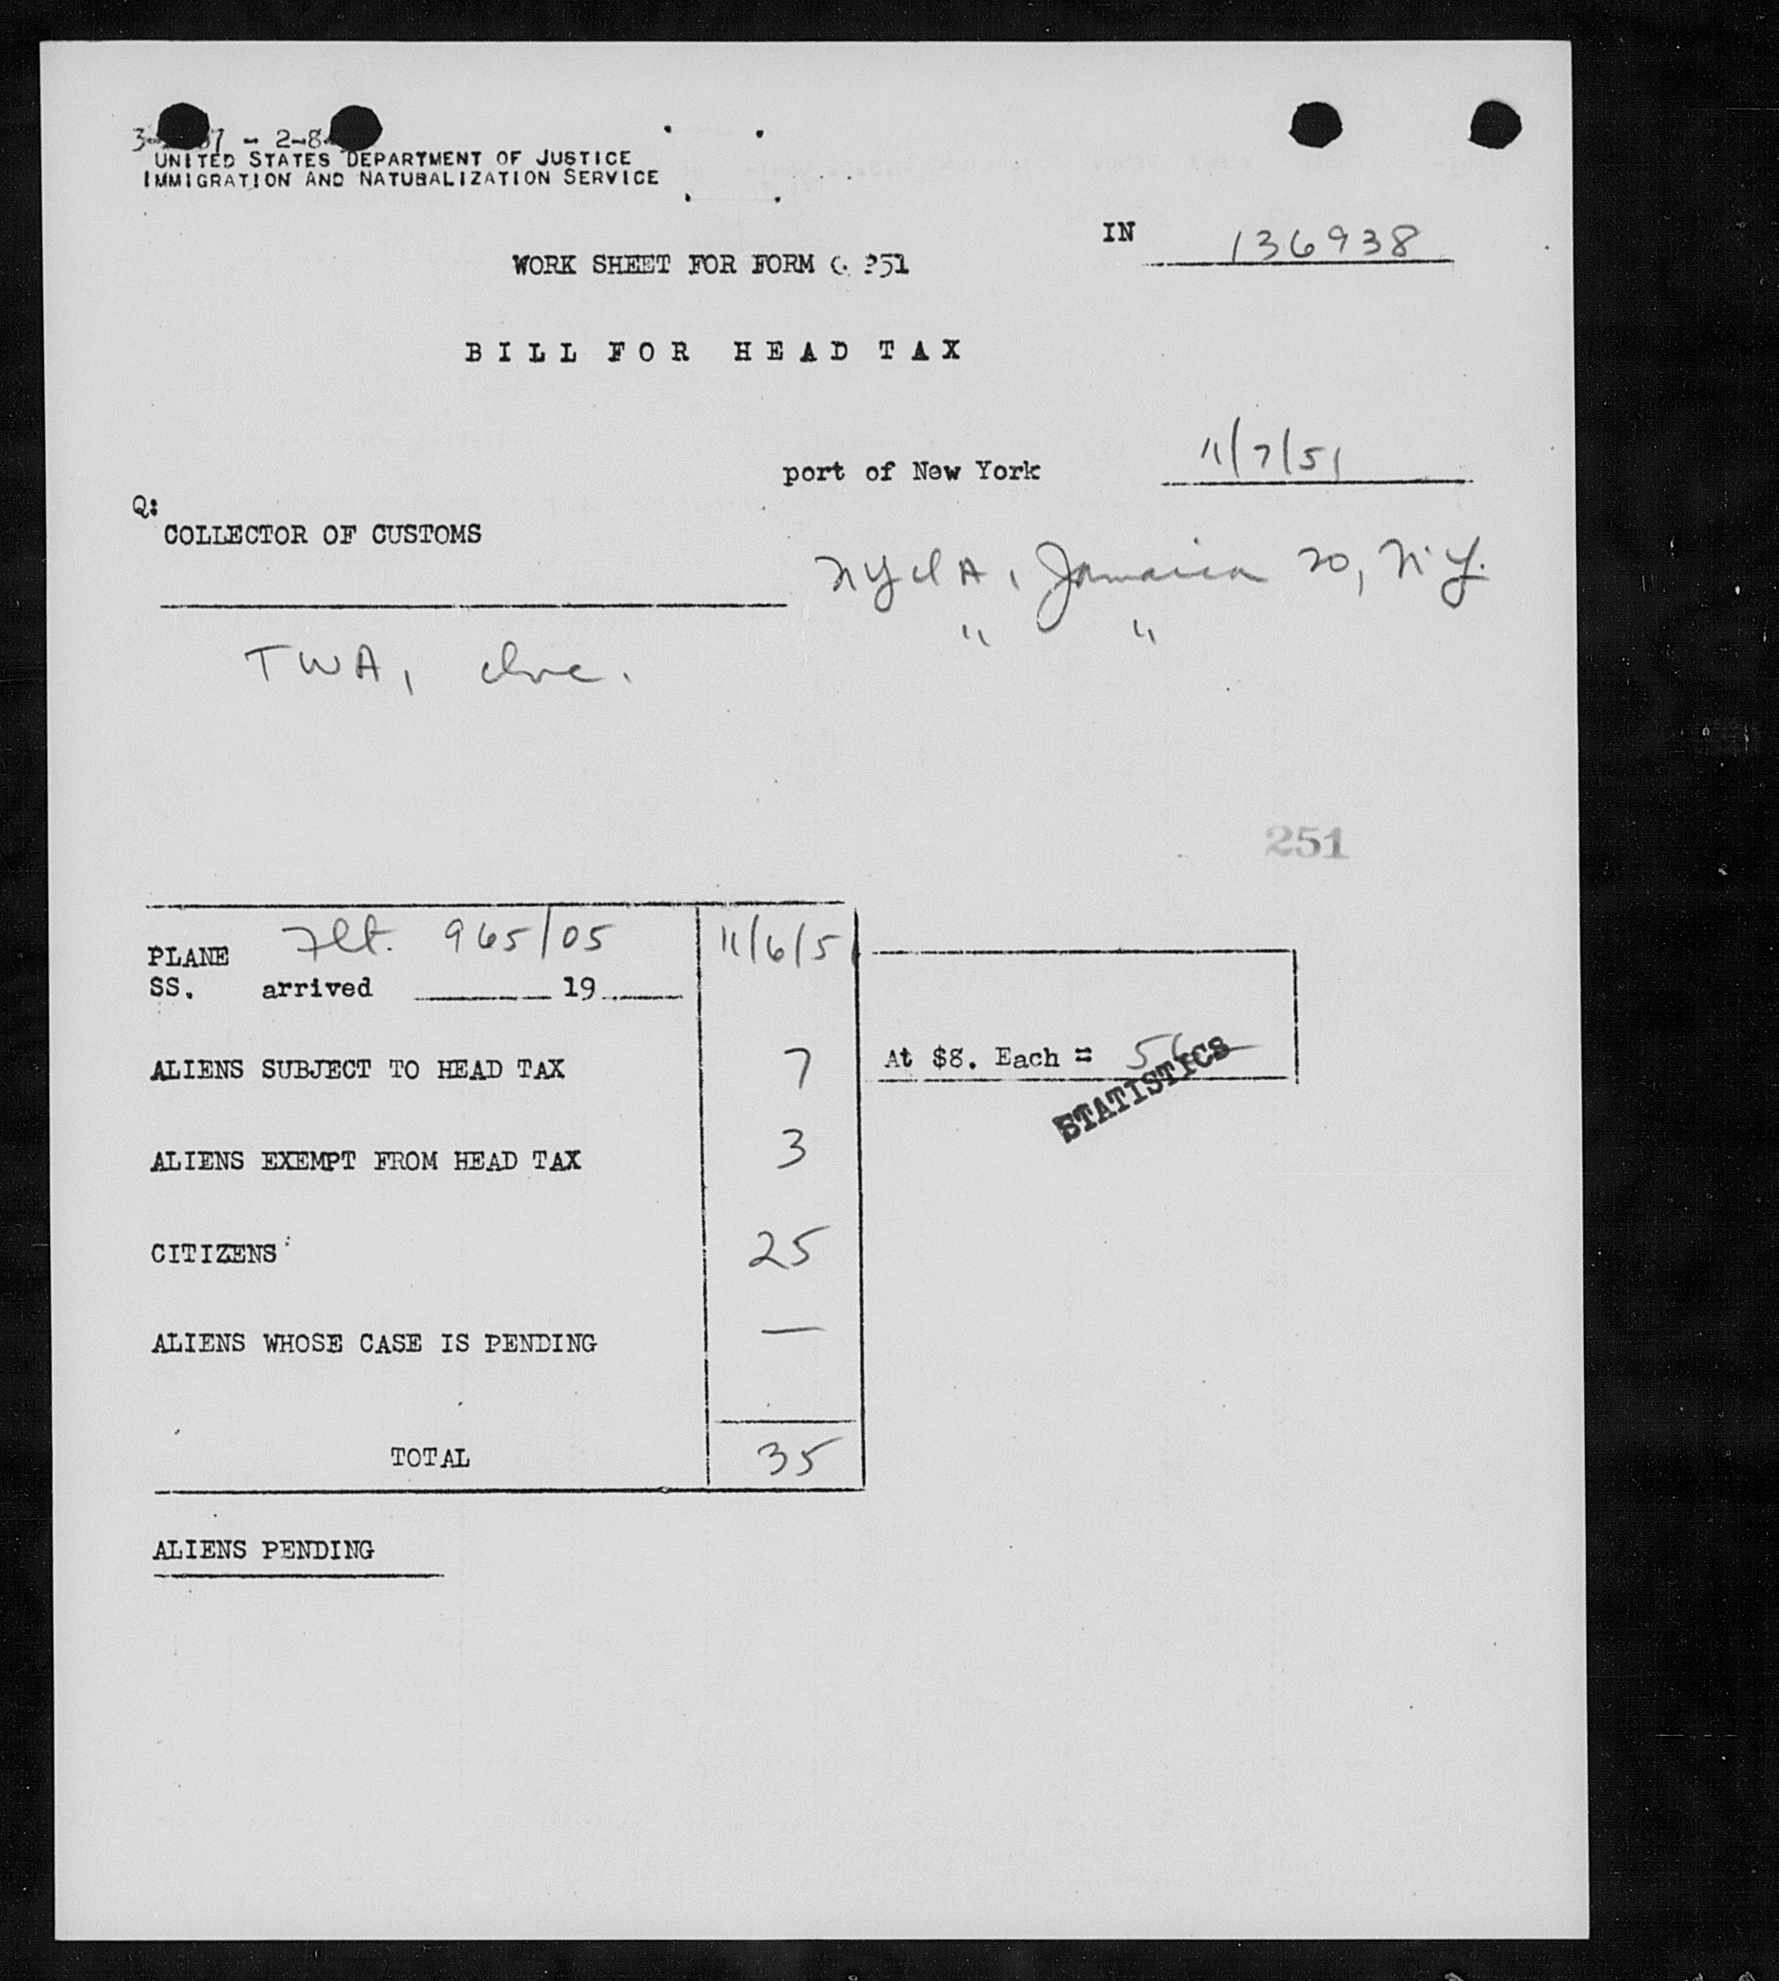 UNITED STATES DEPARTMENT OF JUSTICE
IMMIGRATION AND NATURALIZATION SERVICE
IN 136938
WORK SHEET FOR FORM
BILL FOR HEAD TAX
port of New York 11/7/51
Q:
COLLECTOR OF CUSTOMS
NYIA, Jamaica 20, N.Y.
" "
TWA, Inc.
251
PLANE Flt. 965/05 11/6/51
SS. arrived 19
ALIENS SUBJECT TO HEAD TAX 7 At $8. Each = 56
STATISTICS
ALIENS EXEMPT FROM HEAD TAX 3
CITIZENS 25
ALIENS WHOSE CASE IS PENDING —
TOTAL 35
ALIENS PENDING